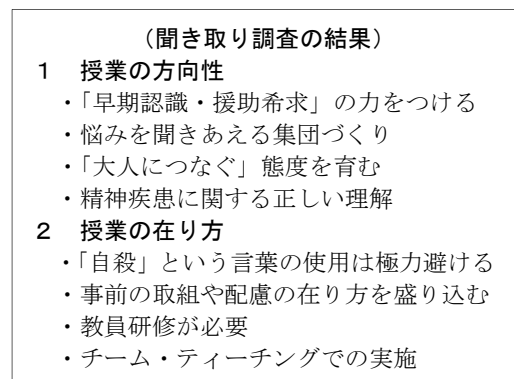 （聞き取り調査の結果）
１　授業の方向性
・「早期認識・援助希求」の力をつける
・悩みを聞きあえる集団づくり
・「大人につなぐ」態度を育む
・精神疾患に関する正しい理解
２　授業の在り方
・「自殺」という言葉の使用は極力避ける
・事前の取組や配慮の在り方を盛り込む
・教員研修が必要
・チーム・ティーチングでの実施